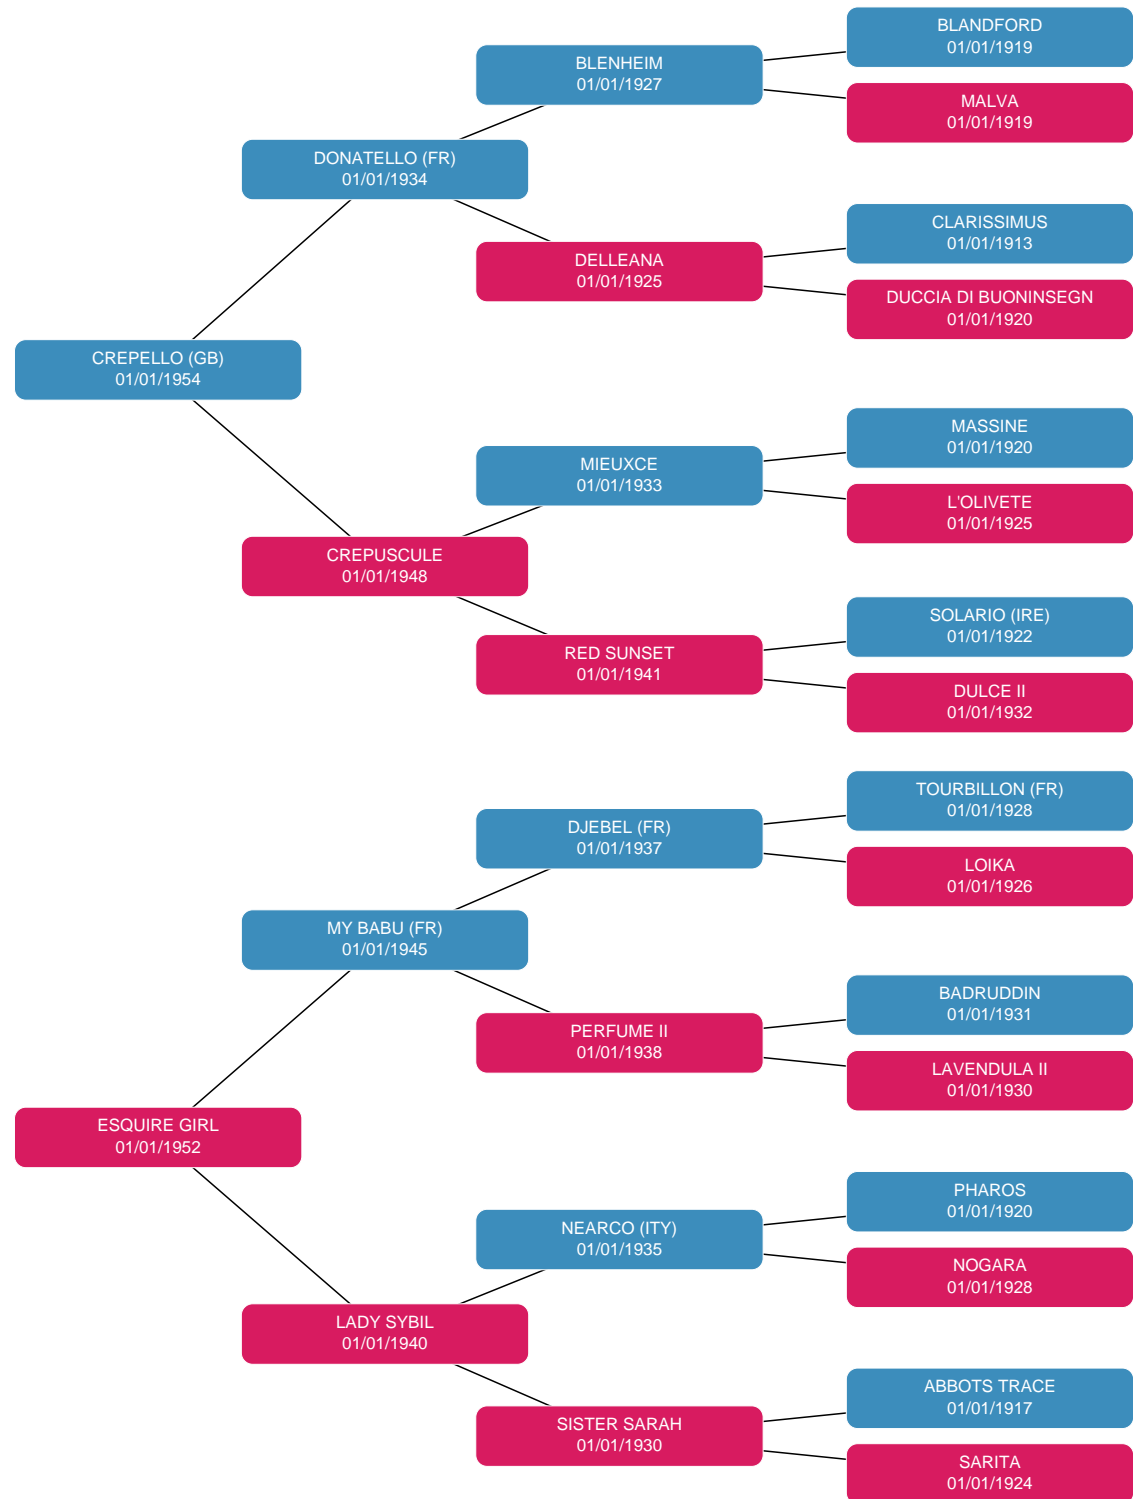 BLANDFORD
01/01/1919
BLENHEIM
01/01/1927
MALVA
01/01/1919
DONATELLO (FR)
01/01/1934
CLARISSIMUS
01/01/1913
DELLEANA
01/01/1925
DUCCIA DI BUONINSEGN
01/01/1920
CREPELLO (GB)
01/01/1954
MASSINE
01/01/1920
MIEUXCE
01/01/1933
L'OLIVETE
01/01/1925
CREPUSCULE
01/01/1948
SOLARIO (IRE)
01/01/1922
RED SUNSET
01/01/1941
DULCE II
01/01/1932
TOURBILLON (FR)
01/01/1928
DJEBEL (FR)
01/01/1937
LOIKA
01/01/1926
MY BABU (FR)
01/01/1945
BADRUDDIN
01/01/1931
PERFUME II
01/01/1938
LAVENDULA II
01/01/1930
ESQUIRE GIRL
01/01/1952
PHAROS
01/01/1920
NEARCO (ITY)
01/01/1935
NOGARA
01/01/1928
LADY SYBIL
01/01/1940
ABBOTS TRACE
01/01/1917
SISTER SARAH
01/01/1930
SARITA
01/01/1924